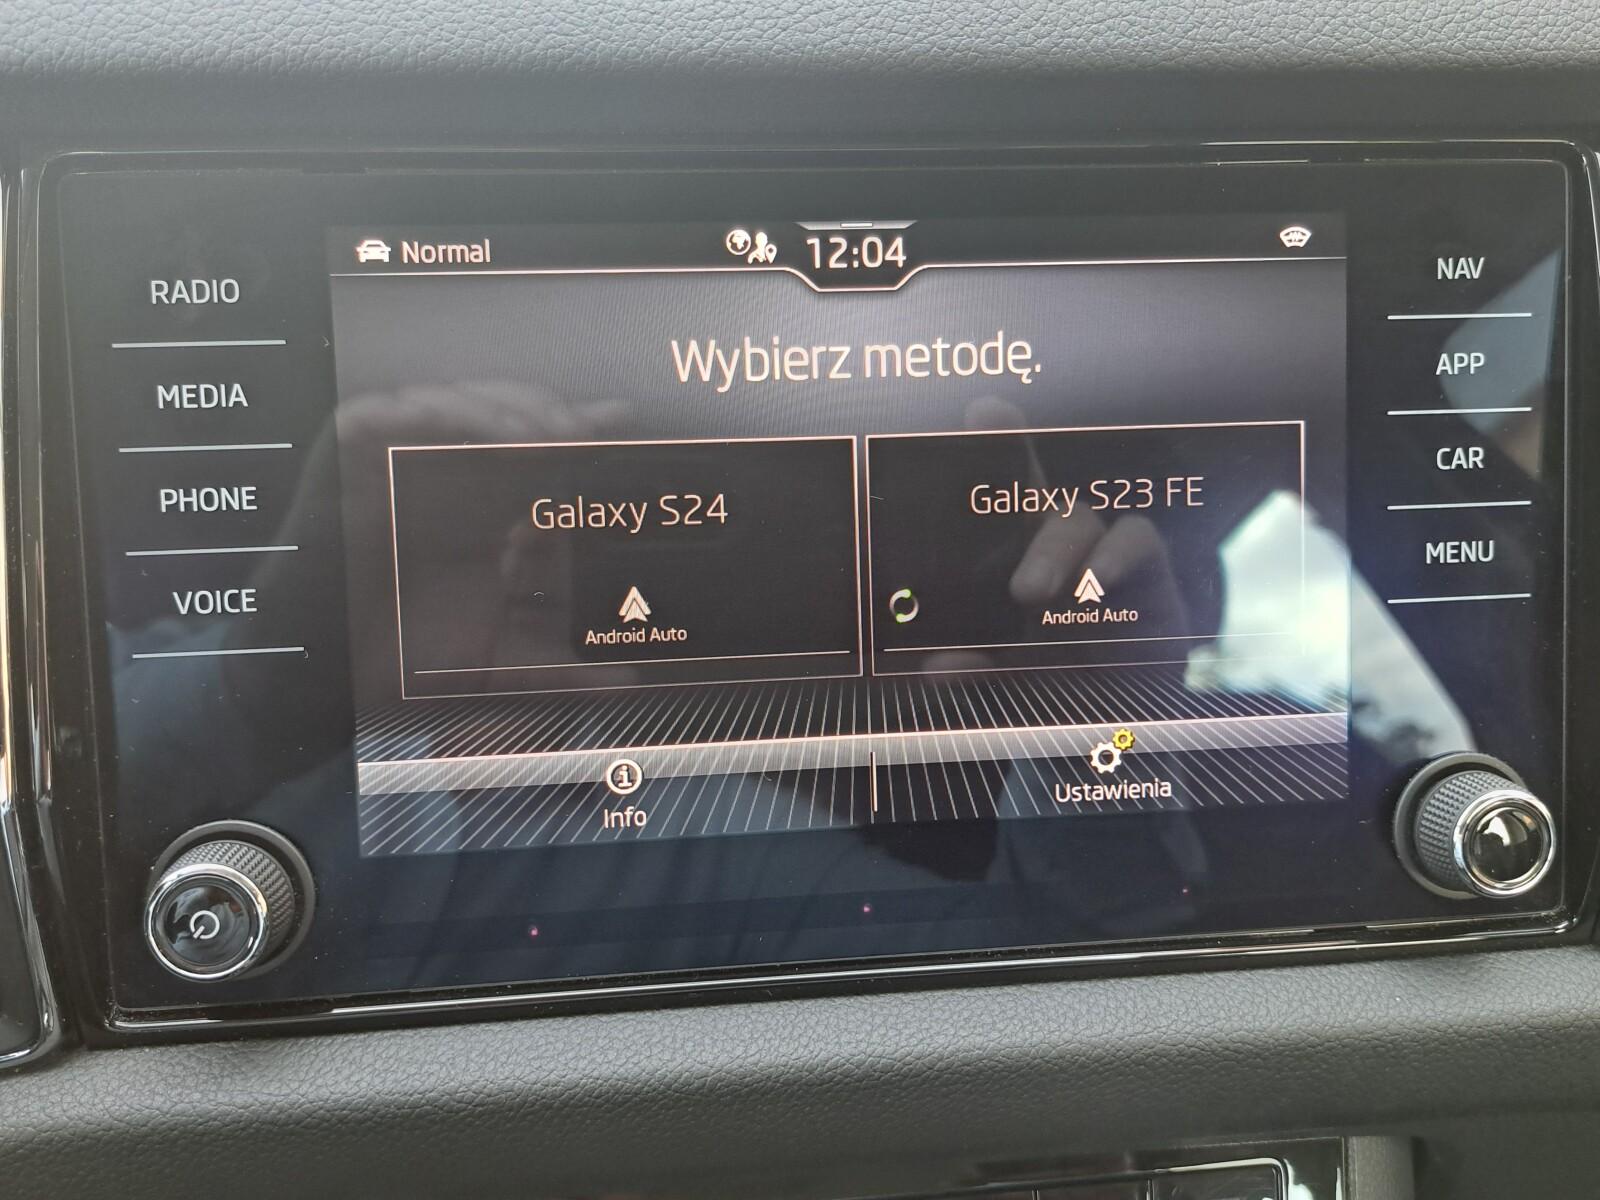 Normal
12:04
RADIO
MEDIA
PHONE
VOICE
Wybierz metodę.
Galaxy S24
Android Auto
Galaxy S23 FE
Android Auto
Info
Ustawienia
NAV
APP
CAR
MENU